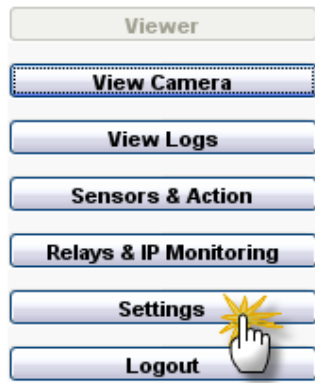 Viewer
View Camera
View Logs
Sensors & Action
Relays & IP Monitoring
Settings
Logout